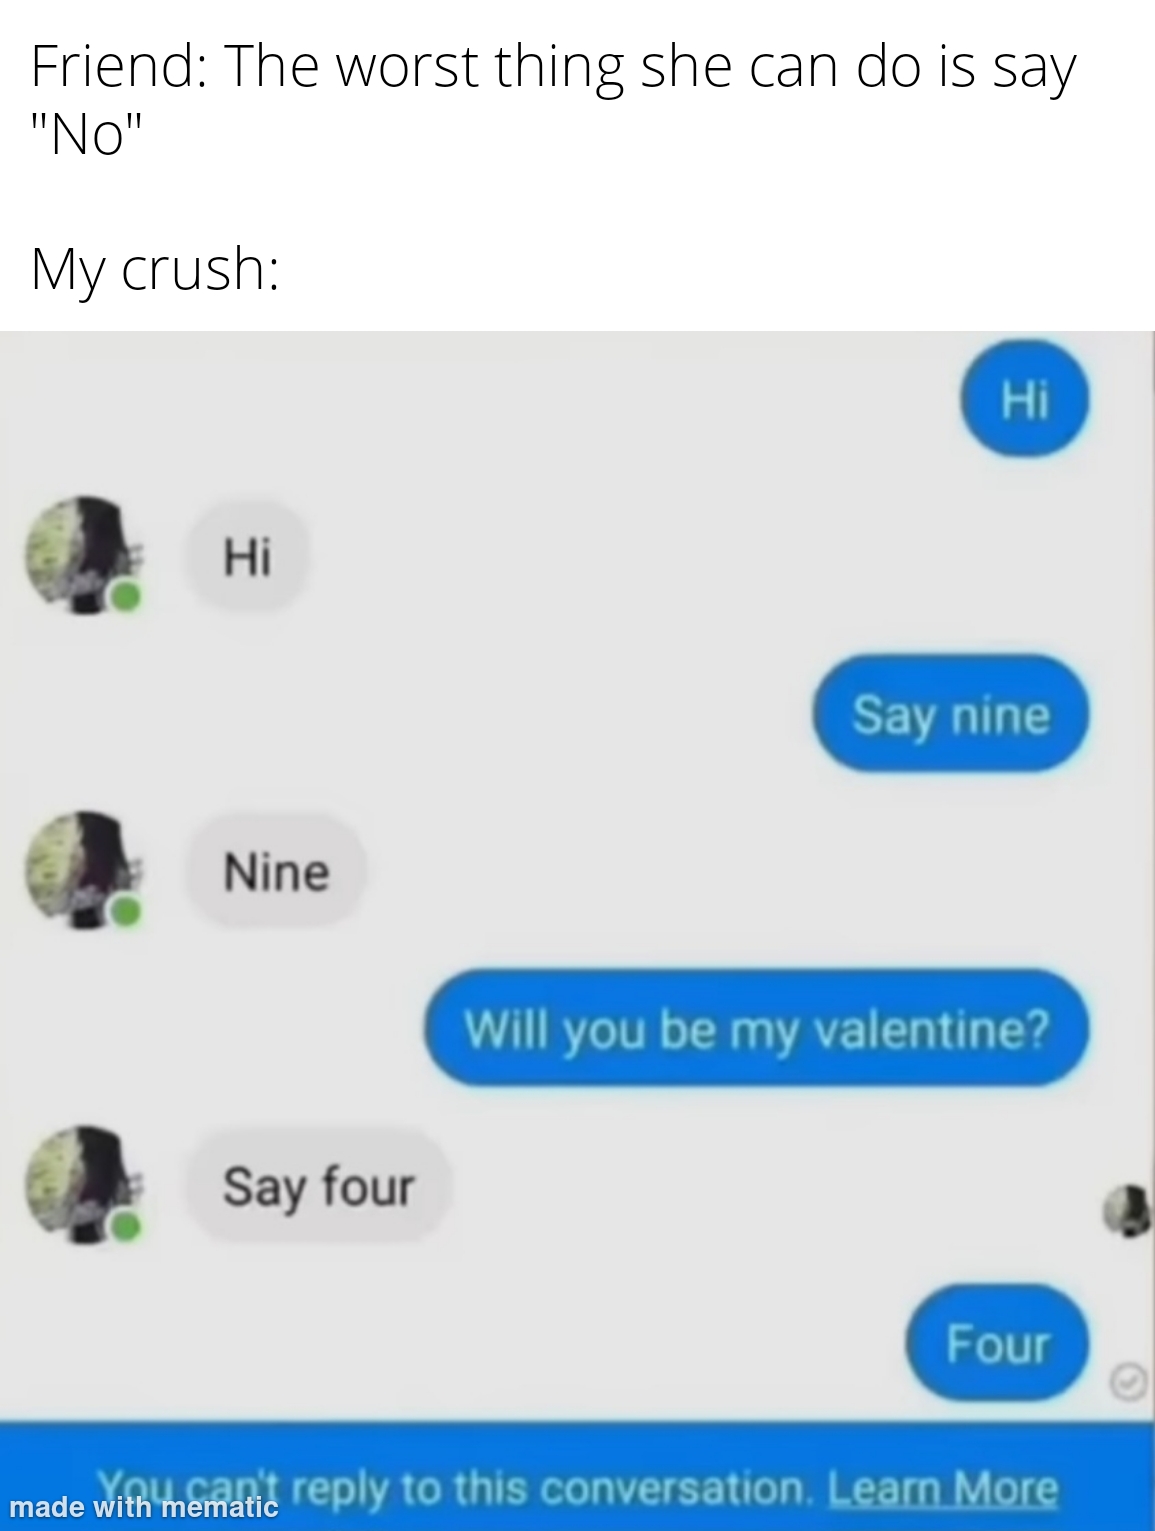 Friend: The worst thing she can do is say
"No"
My crush:
Hi
Hi
Say nine
Nine
Will you be my valentine?
Say four
Four
You can't reply to this conversation. Learn More
made with mematic